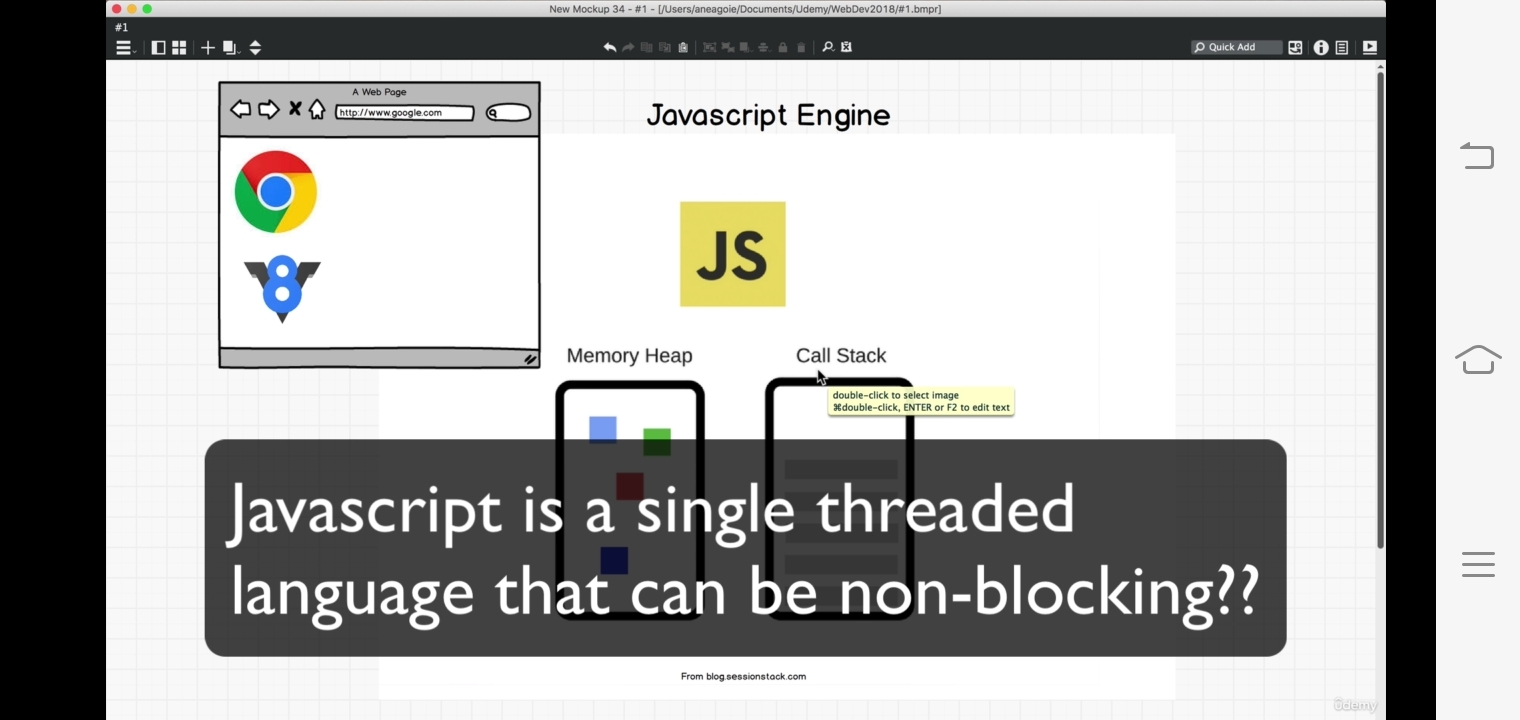 New Mockup 34 - #1 - [/Users/aneagoie/Documents/Udemy/WebDev2018/#1.bmpr]
#1
Quick Add
A Web Page
http://www.google.com
Javascript Engine
8
JS
Memory Heap
Call Stack
double-click to select image
⌘double-click, ENTER or F2 to edit text
Javascript is a single threaded
language that can be non-blocking??
From blog.sessionstack.com
ûdemy